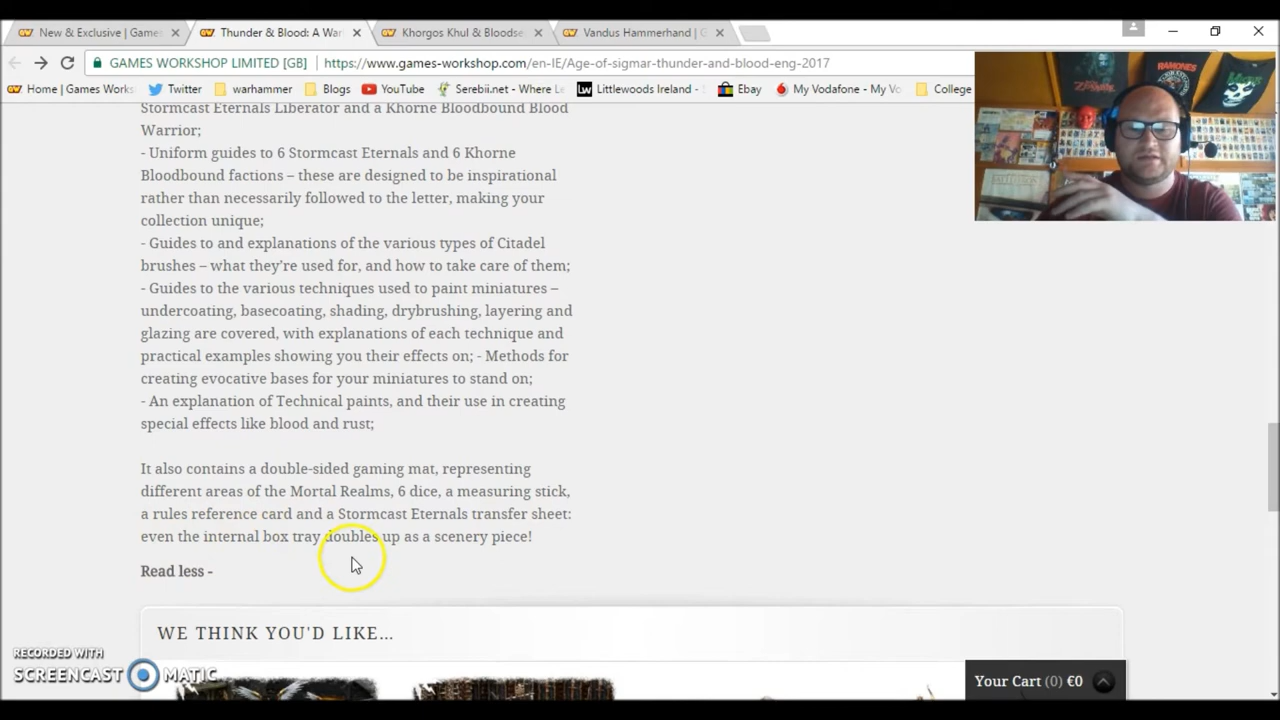 New & Exclusive | Games
Thunder & Blood: A War
Khorgos Khul & Bloodse
Vandus Hammerhand | G
GAMES WORKSHOP LIMITED [GB]
https://www.games-workshop.com/en-IE/Age-of-sigmar-thunder-and-blood-eng-2017
Home | Games Work
Twitter
warhammer
Blogs
YouTube
Serebii.net - Where Le
Littlewoods Ireland -
Ebay
My Vodafone - My Vo
College
Stormcast Eternals Liberator and a Khorne Bloodbound Blood
Warrior;
- Uniform guides to 6 Stormcast Eternals and 6 Khorne
Bloodbound factions – these are designed to be inspirational
rather than necessarily followed to the letter, making your
collection unique;
- Guides to and explanations of the various types of Citadel
brushes – what they're used for, and how to take care of them;
- Guides to the various techniques used to paint miniatures –
undercoating, basecoating, shading, drybrushing, layering and
glazing are covered, with explanations of each technique and
practical examples showing you their effects on; - Methods for
creating evocative bases for your miniatures to stand on;
- An explanation of Technical paints, and their use in creating
special effects like blood and rust;
It also contains a double-sided gaming mat, representing
different areas of the Mortal Realms, 6 dice, a measuring stick,
a rules reference card and a Stormcast Eternals transfer sheet:
even the internal box tray doubles up as a scenery piece!
Read less -
WE THINK YOU'D LIKE...
Your Cart (0) €0
RECORDED WITH
SCREENCAST MATIC
RAMONES